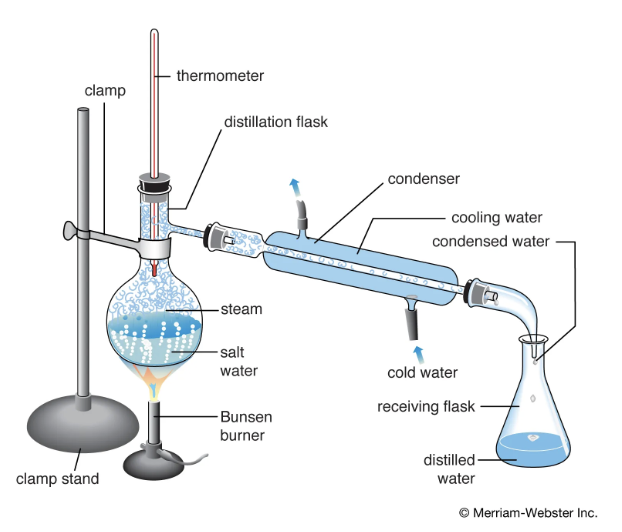 thermometer
clamp
distillation flask
condenser
cooling water
condensed water
steam
salt
water
cold water
receiving flask
Bunsen
burner
distilled
water
clamp stand
© Merriam-Webster Inc.